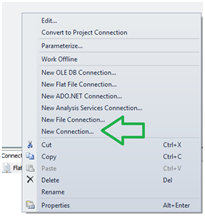 Edit...
Convert to Project Connection
Parameterize...
Work Offline
New OLE DB Connection...
New Flat File Connection...
New ADO.NET Connection...
New Analysis Services Connection...
New File Connection...
New Connection...
Connec
Cut Ctrl+X
Flat
Copy Ctrl+C
Paste Ctrl+V
Delete Del
Rename
Properties Alt+Enter